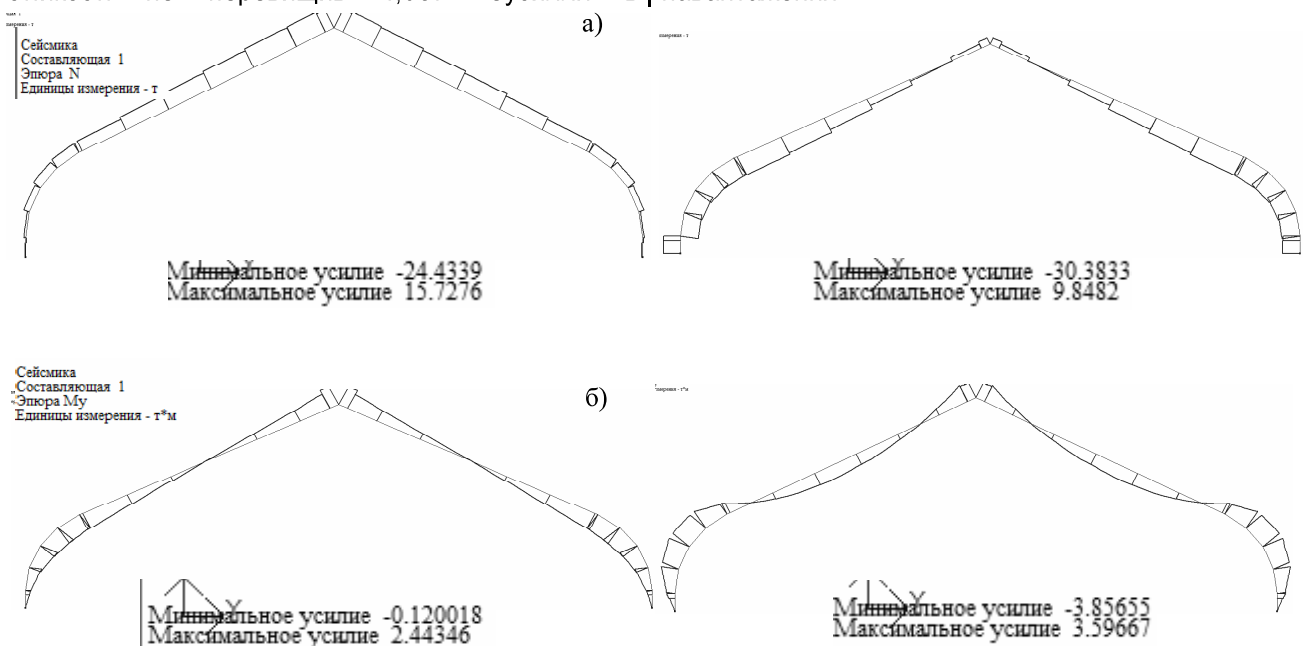 а)
Сейсмика
Составляющая 1
Эпюра N
Единицы измерения - т
Минимальное усилие -24.4339
Максимальное усилие 15.7276
Минимальное усилие -30.3833
Максимальное усилие 9.8482
Сейсмика
Составляющая 1
Эпюра My
Единицы измерения - т*м
б)
Минимальное усилие -0.120018
Максимальное усилие 2.44346
Минимальное усилие -3.85655
Максимальное усилие 3.59667